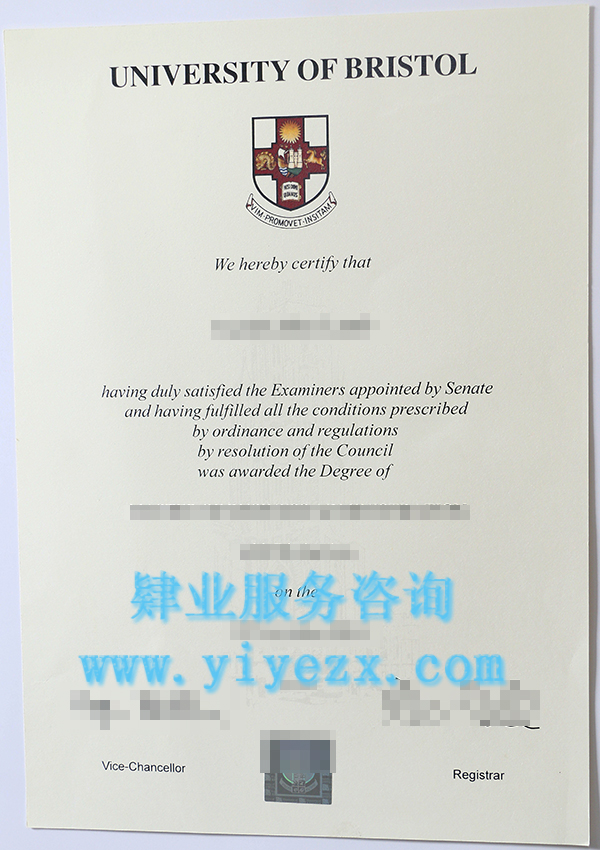 UNIVERSITY OF BRISTOL
VIM·PROMOVET·INSITAM
We hereby certify that
having duly satisfied the Examiners appointed by Senate
and having fulfilled all the conditions prescribed
by ordinance and regulations
by resolution of the Council
was awarded the Degree of
on the
肆业服务咨询
www.yiyezx.com
Vice-Chancellor
Registrar